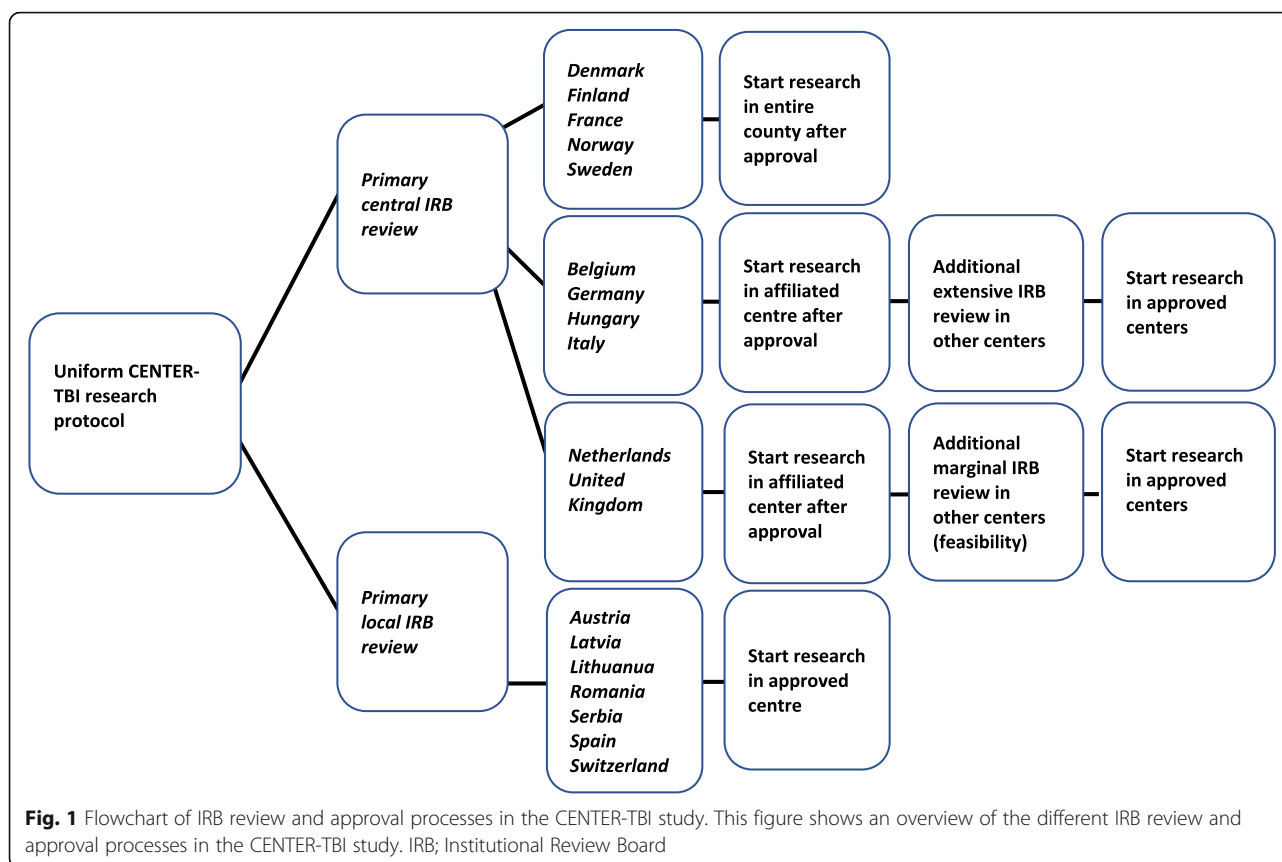 Uniform CENTER-
TBI research
protocol
Primary
central IRB
review
Denmark
Finland
France
Norway
Sweden
Start research
in entire
county after
approval
Belgium
Germany
Hungary
Italy
Start research
in affiliated
centre after
approval
Additional
extensive IRB
review in
other centers
Start research
in approved
centers
Netherlands
United
Kingdom
Start research
in affiliated
center after
approval
Additional
marginal IRB
review in
other centers
(feasibility)
Start research
in approved
centers
Primary
local IRB
review
Austria
Latvia
Lithuanua
Romania
Serbia
Spain
Switzerland
Start research
in approved
centre
Fig. 1 Flowchart of IRB review and approval processes in the CENTER-TBI study. This figure shows an overview of the different IRB review and
approval processes in the CENTER-TBI study. IRB; Institutional Review Board